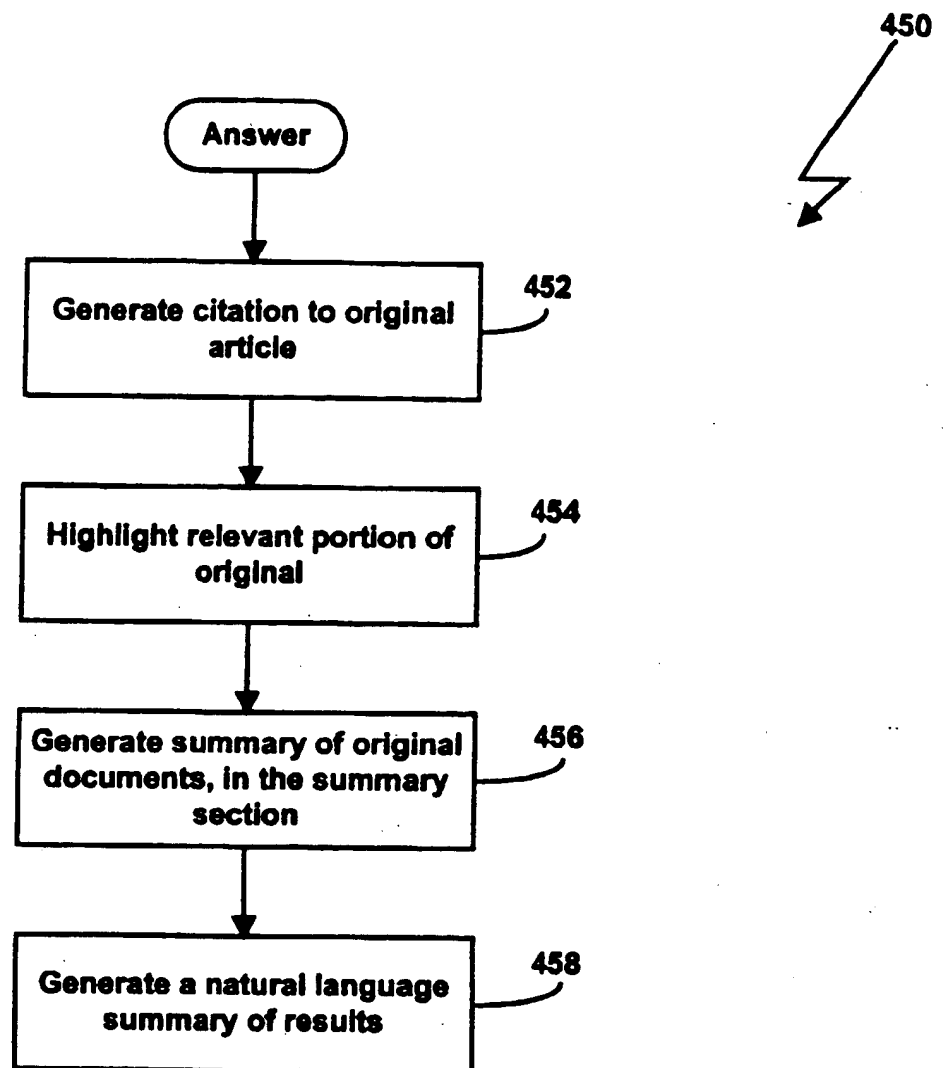 450
Answer
Generate citation to original
article
452
Highlight relevant portion of
original
454
Generate summary of original
documents, in the summary
section
456
Generate a natural language
summary of results
458